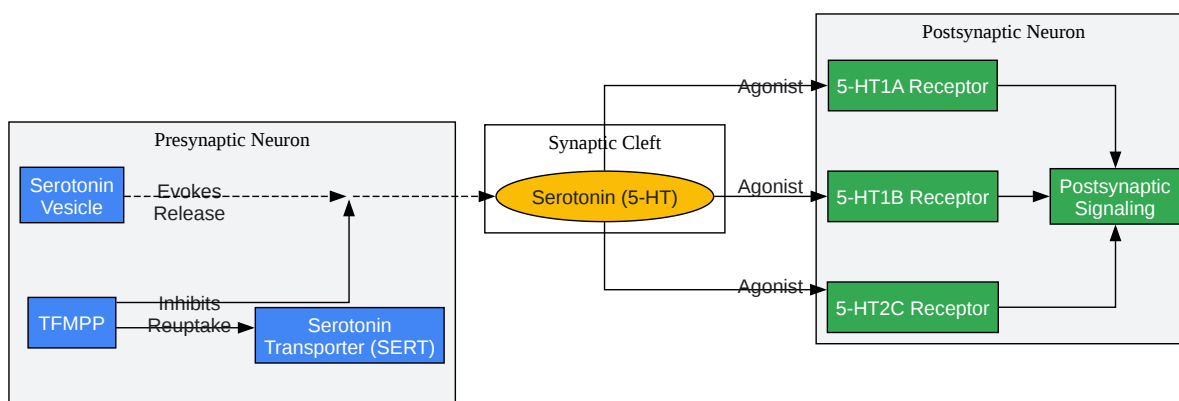 Postsynaptic Neuron
Agonist
5-HT1A Receptor
Presynaptic Neuron
Synaptic Cleft
Serotonin
Vesicle
Evokes
Release
Serotonin (5-HT)
Agonist
5-HT1B Receptor
Postsynaptic
Signaling
TFMPP
Inhibits
Reuptake
Serotonin
Transporter (SERT)
Agonist
5-HT2C Receptor